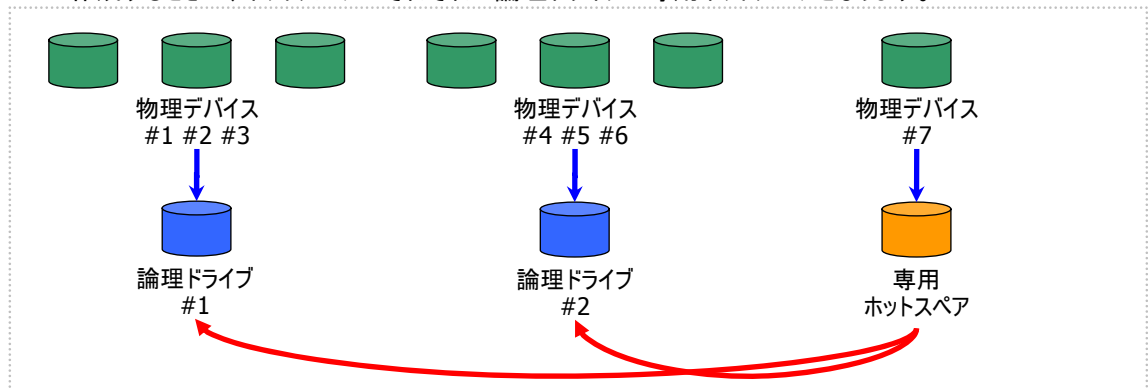 物理デバイス
#1 #2 #3
物理デバイス
#4 #5 #6
物理デバイス
#7
論理ドライブ
#1
論理ドライブ
#2
専用
ホットスペア